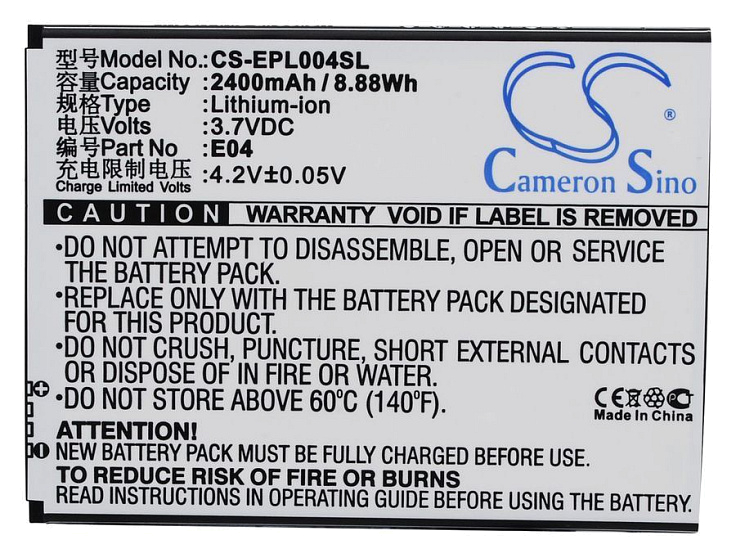 型号Model No.:CS-EPL004SL
容量Capacity :2400mAh / 8.88Wh
规格Type :Lithium-ion
电压Volts :3.7VDC
编号Part No :E04
充电限制电压
Charge Limited Volts :4.2V±0.05V
CS ®
Cameron Sino
CAUTION WARRANTY VOID IF LABEL IS REMOVED
•DO NOT ATTEMPT TO DISASSEMBLE, OPEN OR SERVICE
THE BATTERY PACK.
•REPLACE ONLY WITH THE BATTERY PACK DESIGNATED
FOR THIS EQUIPMENT.
•DO NOT CRUSH, PUNCTURE, SHORT EXTERNAL CONTACTS
OR DISPOSE OF IN FIRE OR WATER.
•DO NOT STORE ABOVE 60ºC (140ºF).
CE
Made In China
ATTENTION!
NEW BATTERY PACK MUST BE FULLY CHARGED BEFORE USING.
TO REDUCE RISK OF FIRE OR BURNS
READ INSTRUCTIONS IN OPERATING GUIDE BEFORE USING THE BATTERY.